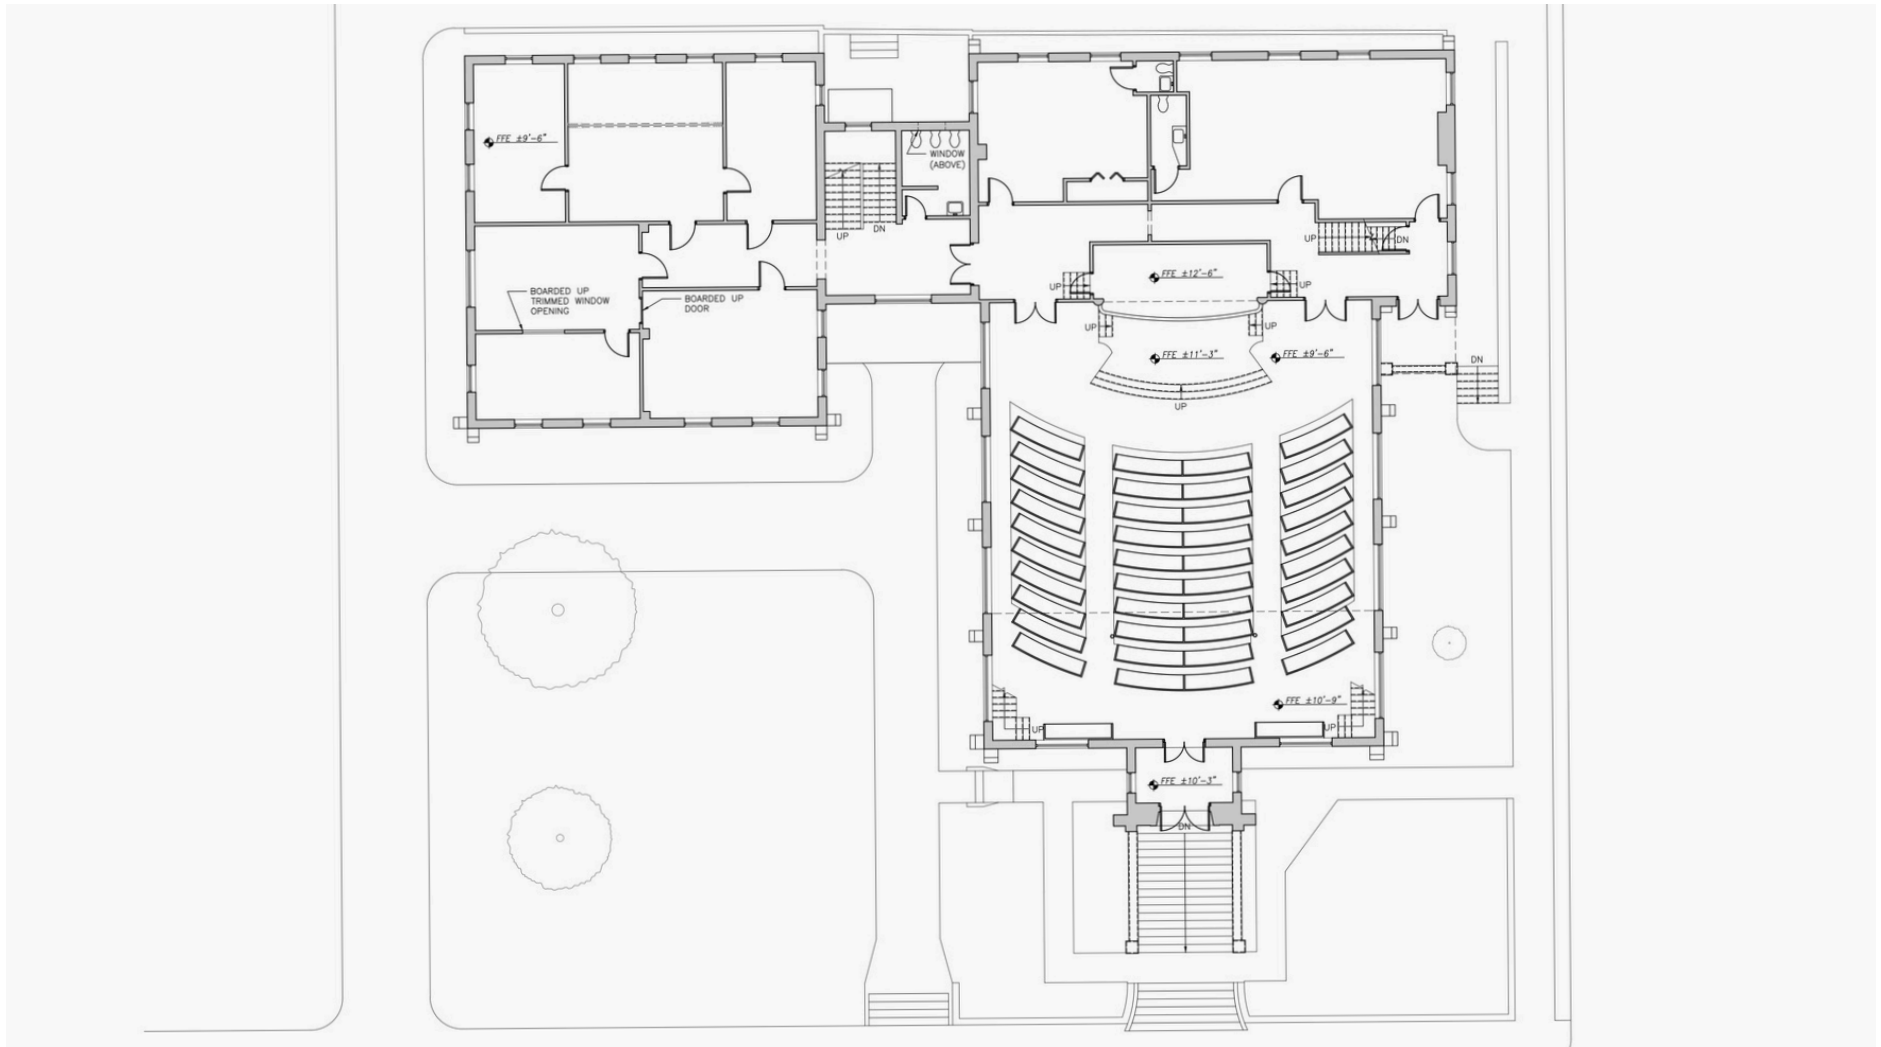 FFE ±9'-6"
WINDOW
(ABOVE)
UP
DN
UP
DN
FFE ±12'-6"
UP
UP
BOARDED UP
TRIMMED WINDOW
OPENING
BOARDED UP
DOOR
UP
UP
FFE ±11'-3"
FFE ±9'-6"
DN
UP
FFE ±10'-9"
UP
UP
FFE ±10'-3"
DN